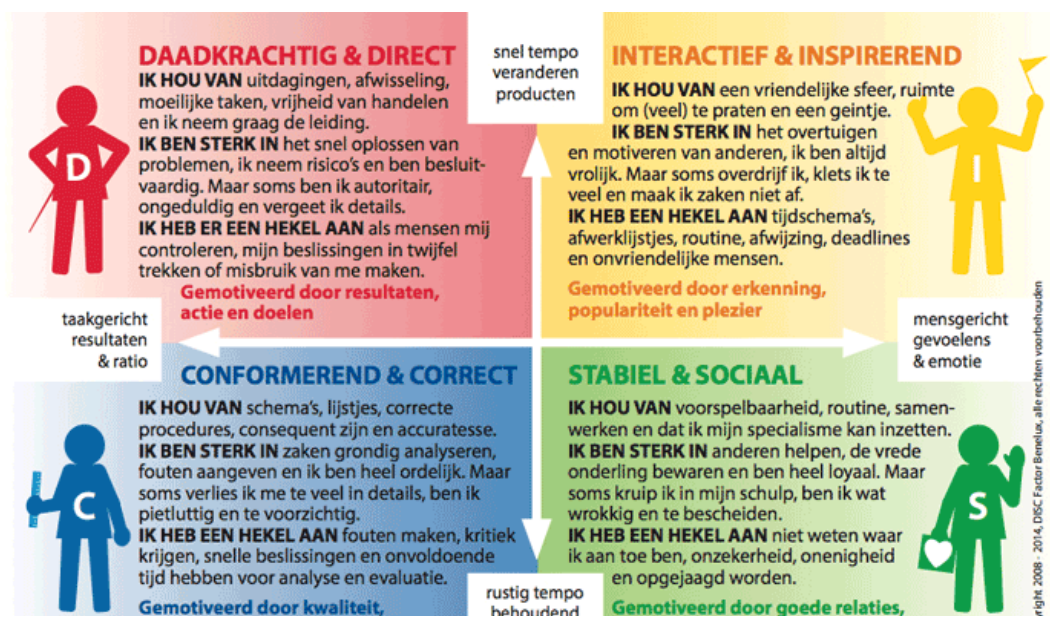 DAADKRACHTIG & DIRECT
IK HOU VAN uitdagingen, afwisseling,
moeilijke taken, vrijheid van handelen
en ik neem graag de leiding.
IK BEN STERK IN het snel oplossen van
problemen, ik neem risico's en ben besluit-
vaardig. Maar soms ben ik autoritair,
ongeduldig en vergeet ik details.
IK HEB ER EEN HEKEL AAN als mensen mij
controleren, mijn beslissingen in twijfel
trekken of misbruik van me maken.
Gemotiveerd door resultaten,
actie en doelen
D
snel tempo
veranderen
producten
INTERACTIEF & INSPIREREND
IK HOU VAN een vriendelijke sfeer, ruimte
om (veel) te praten en een geintje.
IK BEN STERK IN het overtuigen
en motiveren van anderen, ik ben altijd
vrolijk. Maar soms overdrijf ik, klets ik te
veel en maak ik zaken niet af.
IK HEB EEN HEKEL AAN tijdschema's,
afwerklijstjes, routine, afwijzing, deadlines
en onvriendelijke mensen.
Gemotiveerd door erkenning,
populariteit en plezier
I
taakgericht
resultaten
& ratio
mensgericht
gevoelens
& emotie
CONFORMEREND & CORRECT
IK HOU VAN schema's, lijstjes, correcte
procedures, consequent zijn en accuratesse.
IK BEN STERK IN zaken grondig analyseren,
fouten aangeven en ik ben heel ordelijk. Maar
soms verlies ik me te veel in details, ben ik
pietluttig en te voorzichtig.
IK HEB EEN HEKEL AAN fouten maken, kritiek
krijgen, snelle beslissingen en onvoldoende
tijd hebben voor analyse en evaluatie.
Gemotiveerd door kwaliteit,
C
STABIEL & SOCIAAL
IK HOU VAN voorspelbaarheid, routine, samen-
werken en dat ik mijn specialisme kan inzetten.
IK BEN STERK IN anderen helpen, de vrede
onderling bewaren en ben heel loyaal. Maar
soms kruip ik in mijn schulp, ben ik wat
wrokkig en te bescheiden.
IK HEB EEN HEKEL AAN niet weten waar
ik aan toe ben, onzekerheid, onenigheid
en opgejaagd worden.
Gemotiveerd door goede relaties,
S
rustig tempo
behoudend
right 2008 - 2014, DISC Factor Benelux, alle rechten voorbehouden